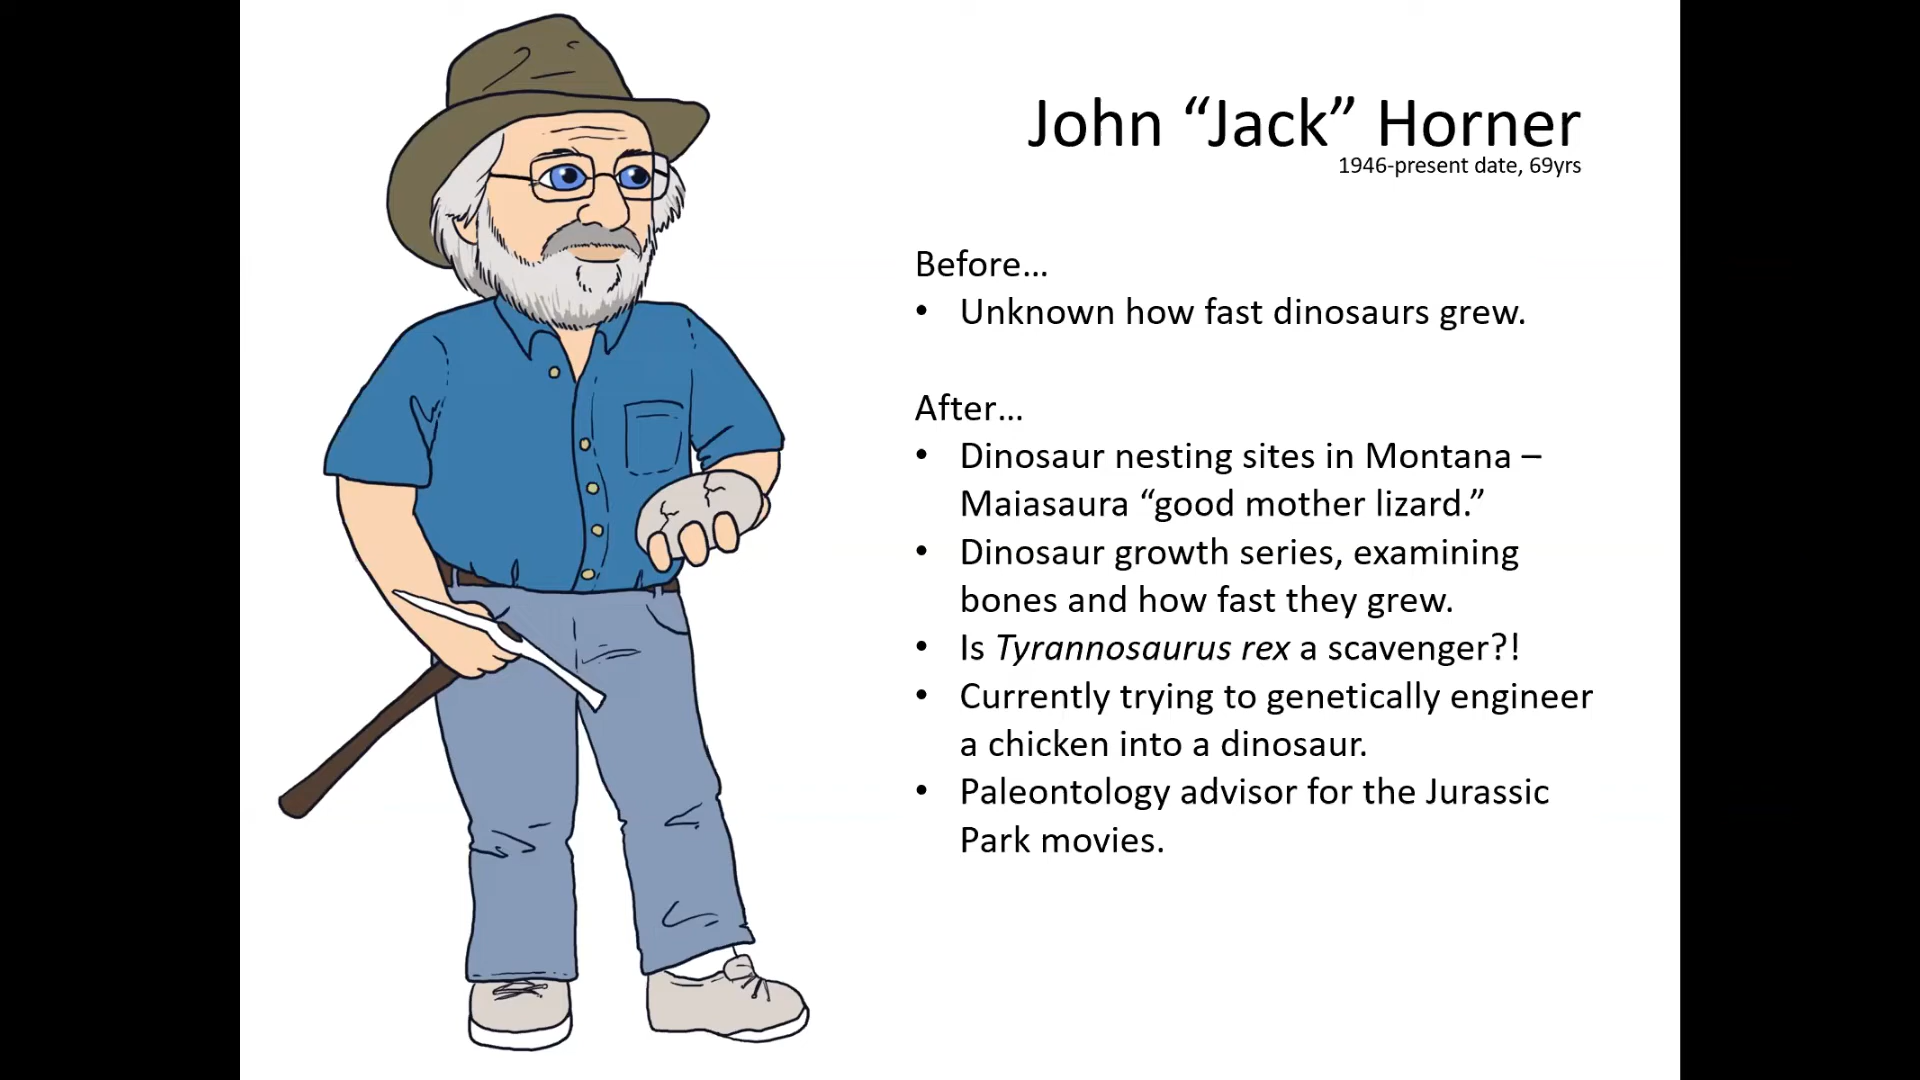 John “Jack” Horner
1946-present date, 69yrs
Before…
• Unknown how fast dinosaurs grew.
After…
• Dinosaur nesting sites in Montana –
Maiasaura “good mother lizard.”
• Dinosaur growth series, examining
bones and how fast they grew.
• Is Tyrannosaurus rex a scavenger?!
• Currently trying to genetically engineer
a chicken into a dinosaur.
• Paleontology advisor for the Jurassic
Park movies.